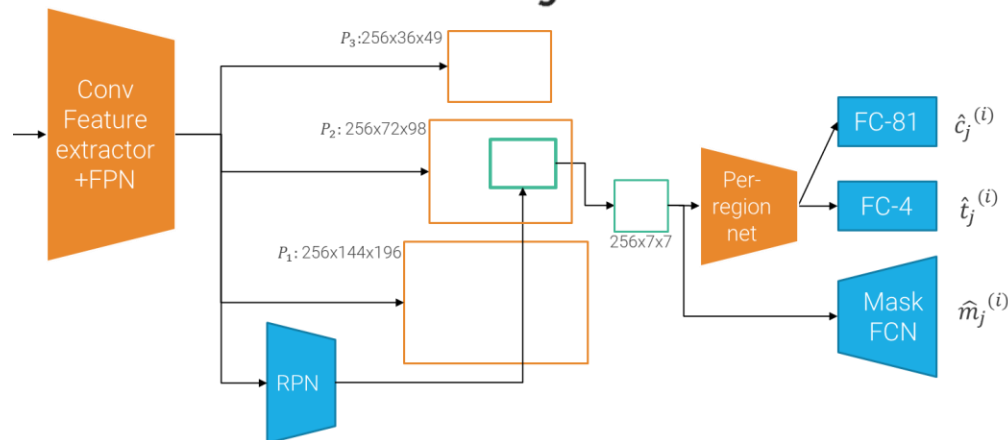 Conv
Feature
extractor
+FPN
P₃:256x36x49
P₂: 256x72x98
P₁: 256x144x196
RPN
256x7x7
Per-
region
net
FC-81
ĉⱼ⁽ⁱ⁾
FC-4
t̂ⱼ⁽ⁱ⁾
Mask
FCN
m̂ⱼ⁽ⁱ⁾